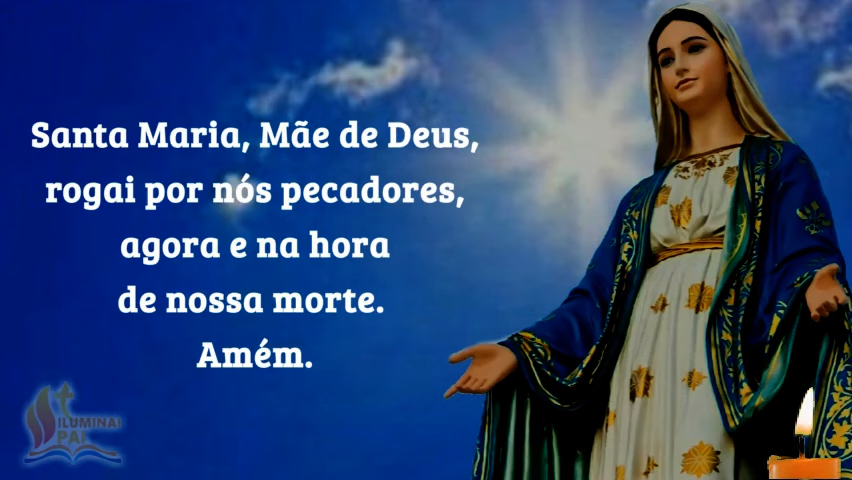 Santa Maria, Mãe de Deus,
rogai por nós pecadores,
agora e na hora
de nossa morte.
Amém.
ILUMINAI
PAI